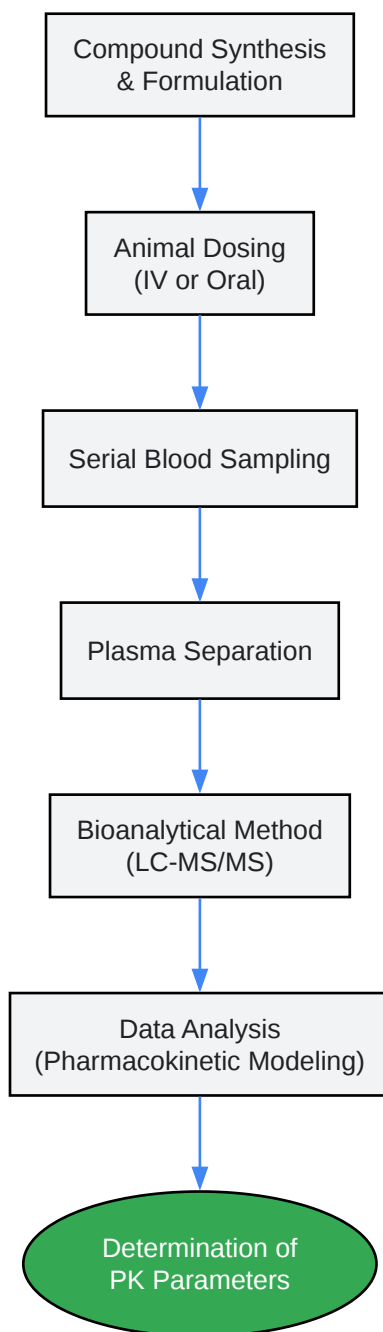 Compound Synthesis
& Formulation
Animal Dosing
(IV or Oral)
Serial Blood Sampling
Plasma Separation
Bioanalytical Method
(LC-MS/MS)
Data Analysis
(Pharmacokinetic Modeling)
Determination of
PK Parameters